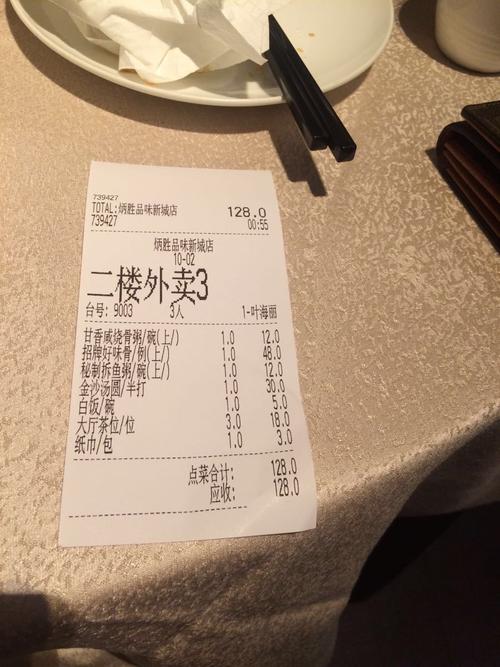 739427
TOTAL:炳胜品味新城店 128.0
739427 00:55
炳胜品味新城店
10-02
二楼外卖3
台号: 9003 3人 1-叶海丽
甘香咸烧骨粥/碗(上/) 1.0 12.0
招牌好味骨/例(上/) 1.0 48.0
秘制拆鱼粥/碗(上/) 1.0 12.0
金沙汤圆/半打 1.0 30.0
白饭/碗 1.0 5.0
大厅茶位/位 3.0 18.0
纸巾/包 1.0 3.0
点菜合计: 128.0
应收: 128.0